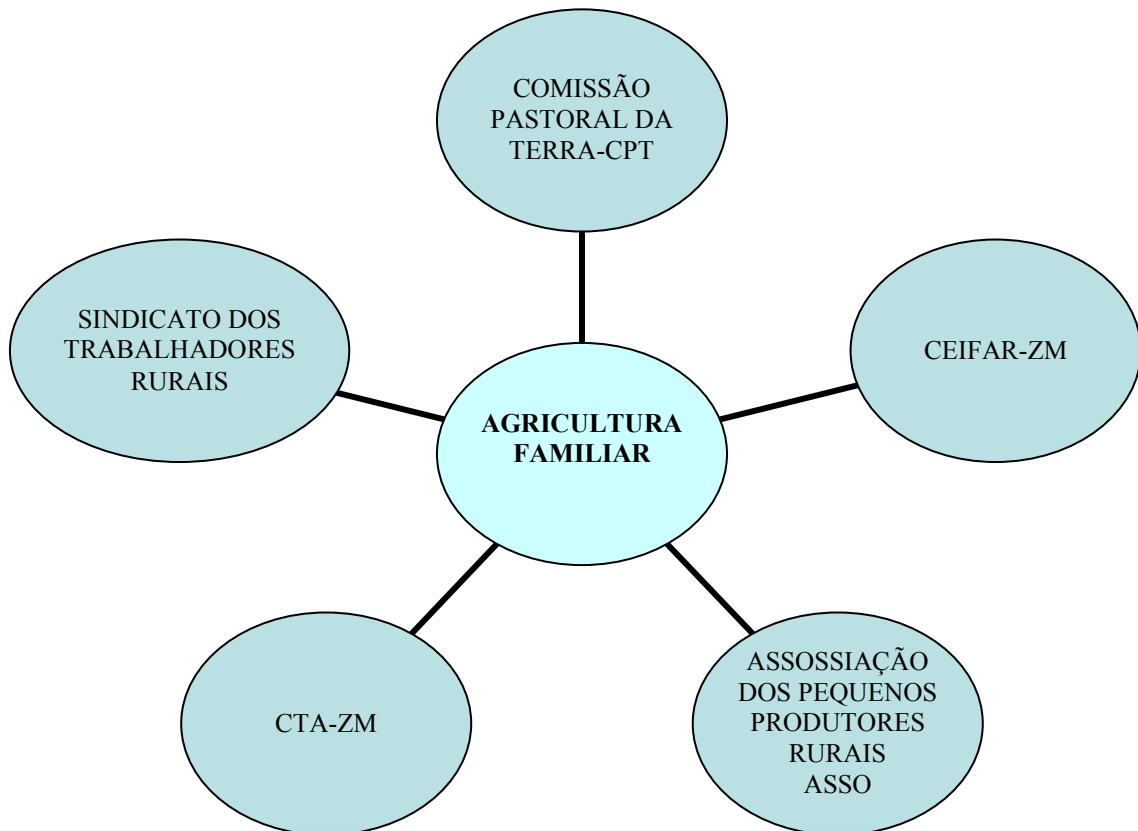 COMISSÃO
PASTORAL DA
TERRA-CPT
SINDICATO DOS
TRABALHADORES
RURAIS
CEIFAR-ZM
AGRICULTURA
FAMILIAR
CTA-ZM
ASSOSSIAÇÃO
DOS PEQUENOS
PRODUTORES
RURAIS
ASSO